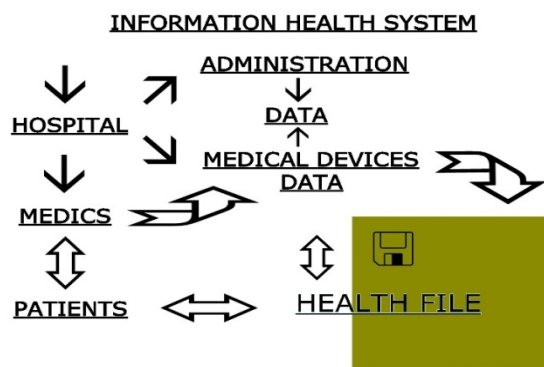 INFORMATION HEALTH SYSTEM
ADMINISTRATION
HOSPITAL
DATA
MEDICAL DEVICES
DATA
MEDICS
PATIENTS
HEALTH FILE